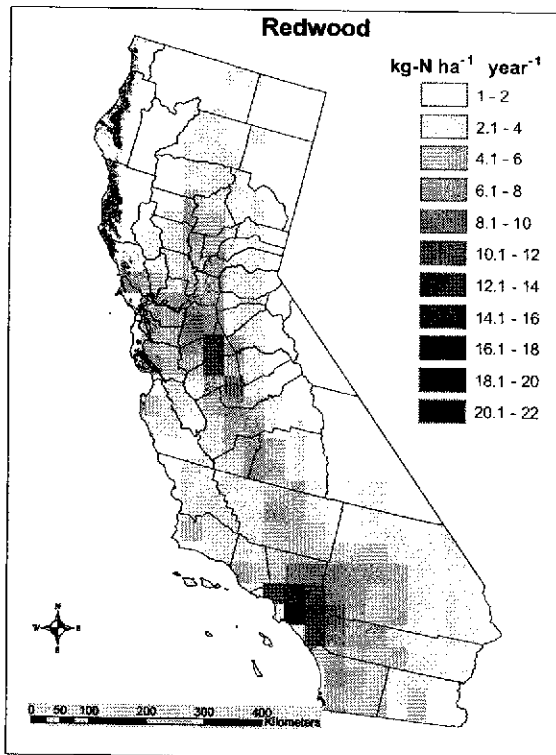 Redwood
kg-N ha⁻¹ year⁻¹
1 - 2
2.1 - 4
4.1 - 6
6.1 - 8
8.1 - 10
10.1 - 12
12.1 - 14
14.1 - 16
16.1 - 18
18.1 - 20
20.1 - 22
N
W E
S
0 50 100 200 300 400
Kilometers